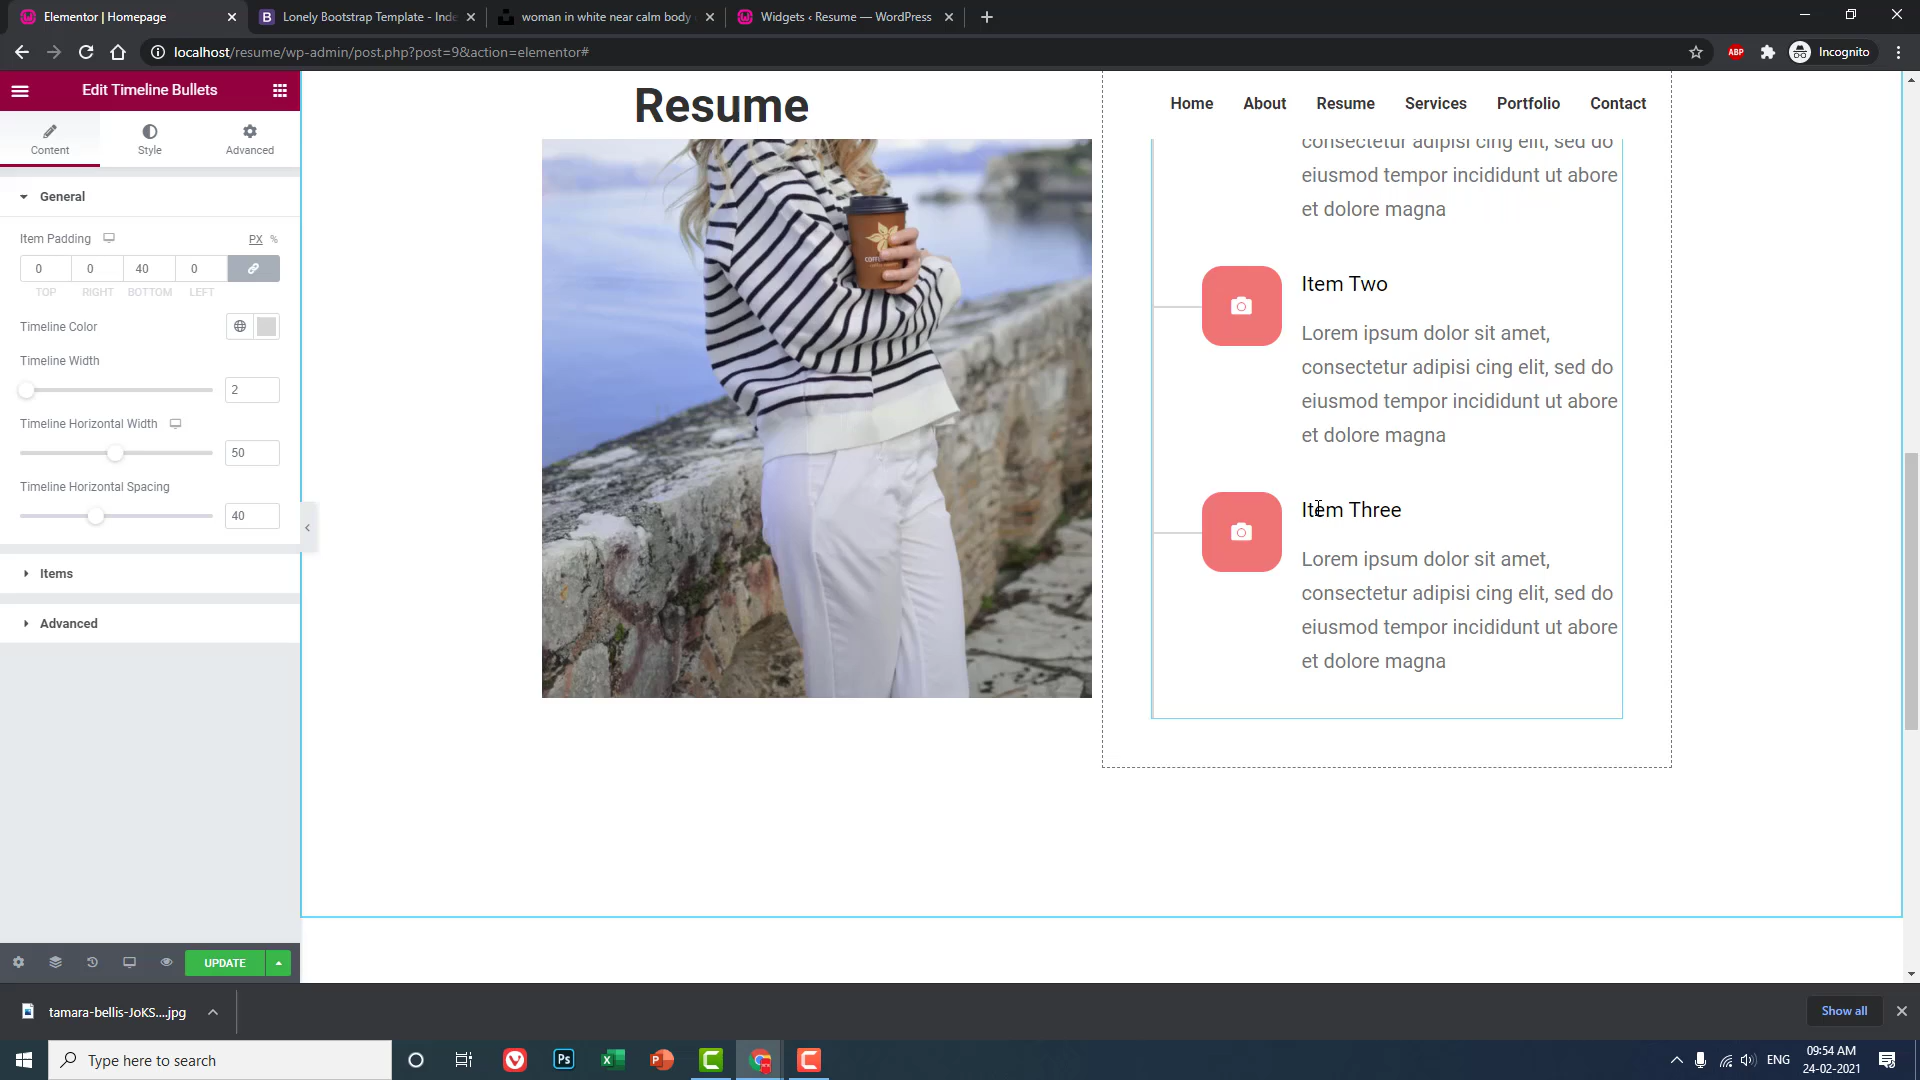 Elementor | Homepage
Lonely Bootstrap Template - Inde
woman in white near calm body
Widgets ‹ Resume — WordPress
localhost/resume/wp-admin/post.php?post=9&action=elementor#
ABP
Incognito
Edit Timeline Bullets
Content
Style
Advanced
General
Item Padding
PX
%
0
0
40
0
TOP
RIGHT
BOTTOM
LEFT
Timeline Color
Timeline Width
2
Timeline Horizontal Width
50
Timeline Horizontal Spacing
40
Items
Advanced
UPDATE
Resume
Home
About
Resume
Services
Portfolio
Contact
consectetur adipisi cing elit, sed do
eiusmod tempor incididunt ut abore
et dolore magna
Item Two
Lorem ipsum dolor sit amet,
consectetur adipisi cing elit, sed do
eiusmod tempor incididunt ut abore
et dolore magna
Item Three
Lorem ipsum dolor sit amet,
consectetur adipisi cing elit, sed do
eiusmod tempor incididunt ut abore
et dolore magna
tamara-bellis-JoKS....jpg
Show all
Type here to search
Ps
ENG
09:54 AM
24-02-2021